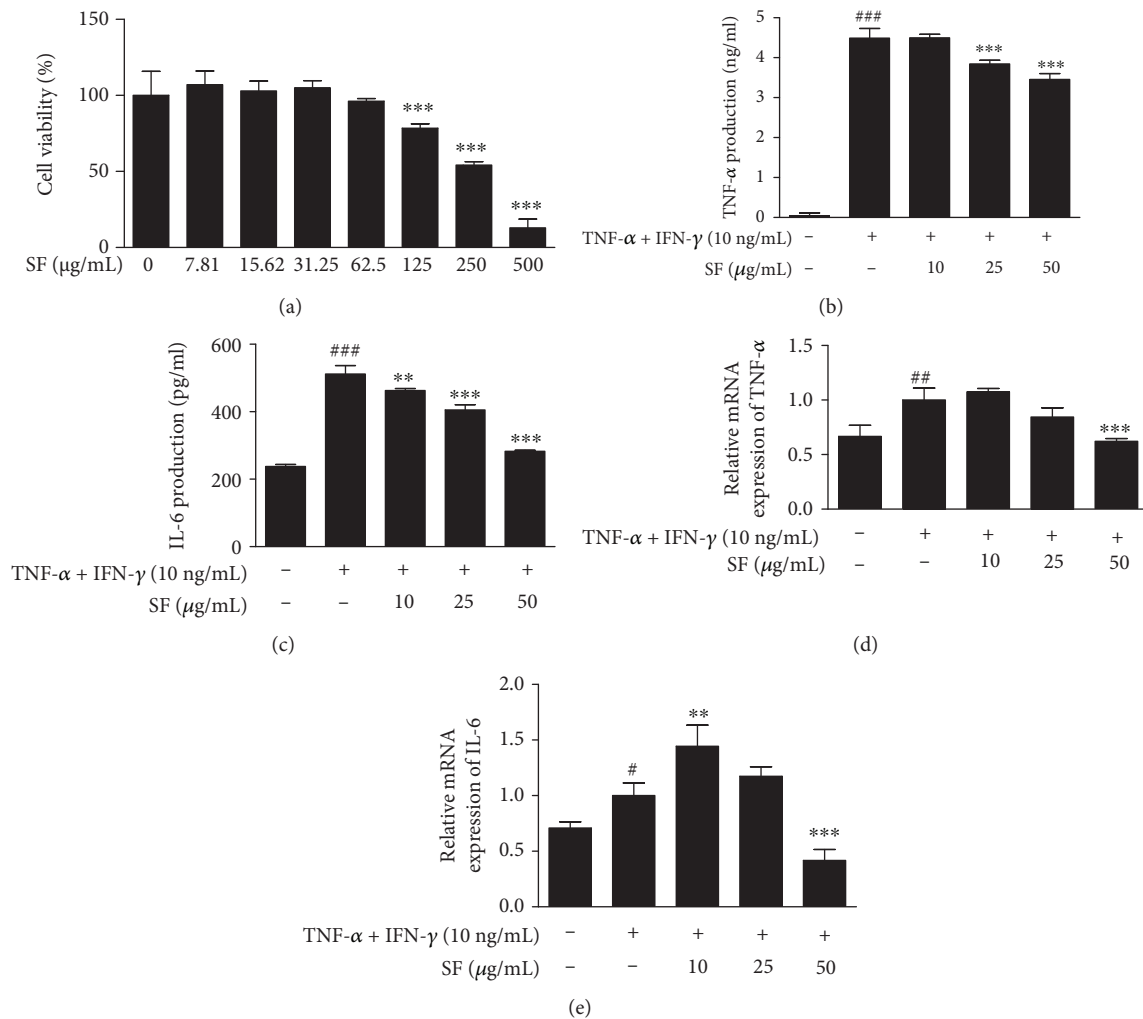 150
100
50
0
Cell viability (%)
***
***
***
SF (μg/mL) 0 7.81 15.62 31.25 62.5 125 250 500
(a)
5
4
3
2
1
0
TNF-α production (ng/ml)
###
***
***
TNF-α + IFN-γ (10 ng/mL) – + + + +
SF (μg/mL) – – 10 25 50
(b)
600
400
200
0
IL-6 production (pg/ml)
###
**
***
***
TNF-α + IFN-γ (10 ng/mL) – + + + +
SF (μg/mL) – – 10 25 50
(c)
1.5
1.0
0.5
0.0
Relative mRNA
expression of TNF-α
##
***
TNF-α + IFN-γ (10 ng/mL) – + + + +
SF (μg/mL) – – 10 25 50
(d)
2.0
1.5
1.0
0.5
0.0
Relative mRNA
expression of IL-6
#
**
***
TNF-α + IFN-γ (10 ng/mL) – + + + +
SF (μg/mL) – – 10 25 50
(e)